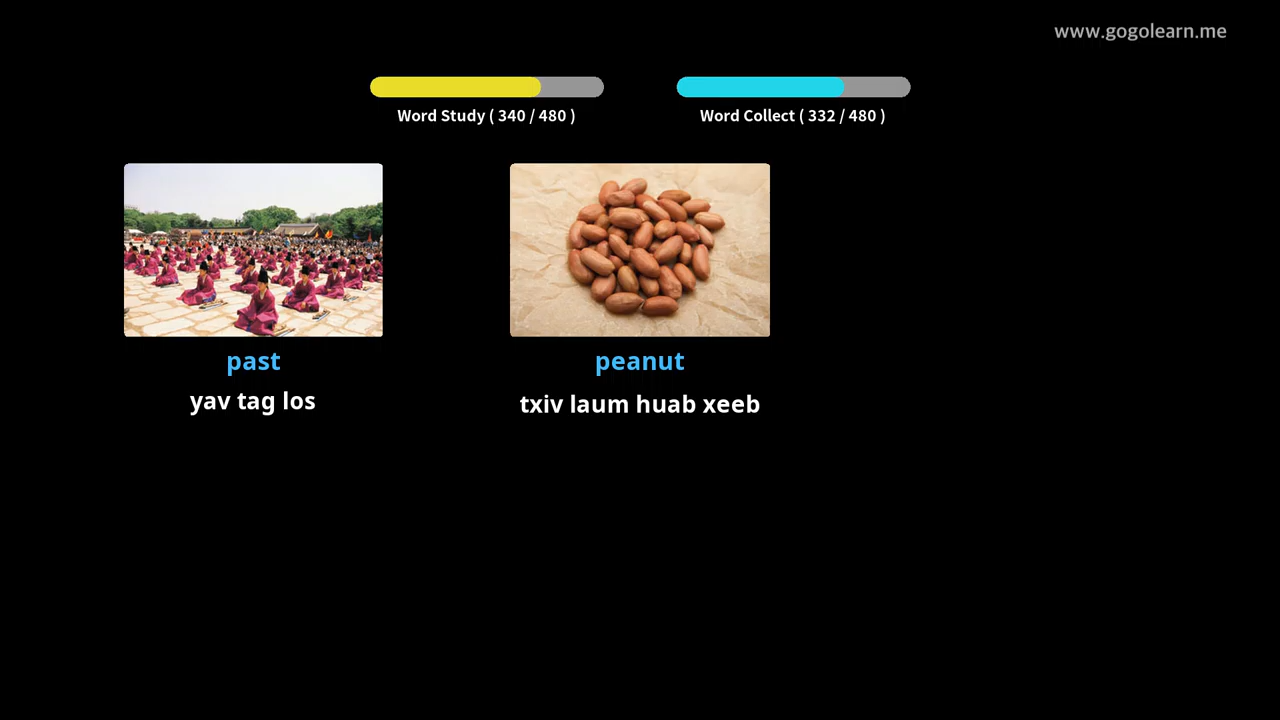 www.gogolearn.me
Word Study ( 340 / 480 )
Word Collect ( 332 / 480 )
past
yav tag los
peanut
txiv laum huab xeeb